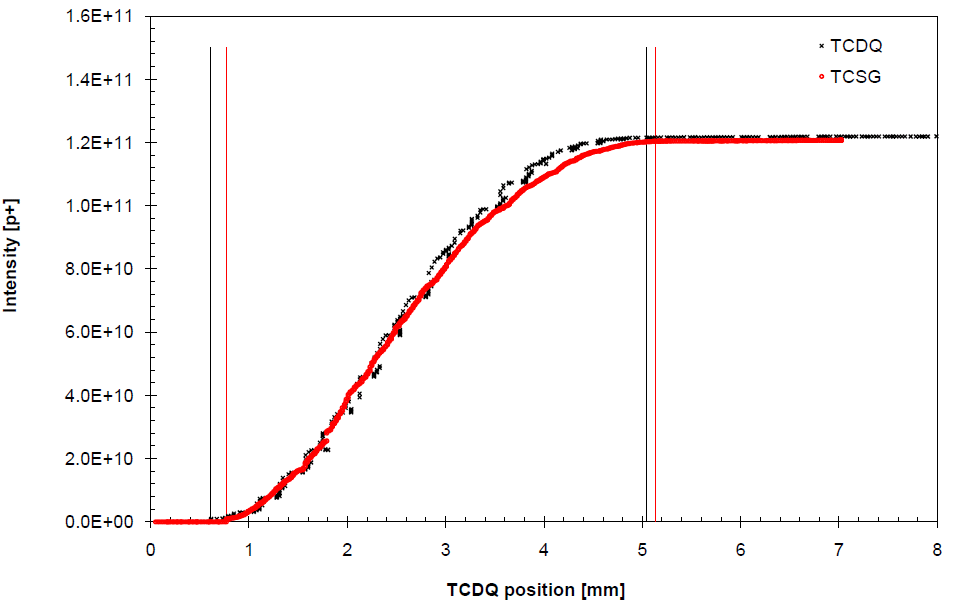 1.6E+11
1.4E+11
1.2E+11
1.0E+11
8.0E+10
6.0E+10
4.0E+10
2.0E+10
0.0E+00
Intensity [p+]
TCDQ
TCSG
0 1 2 3 4 5 6 7 8
TCDQ position [mm]